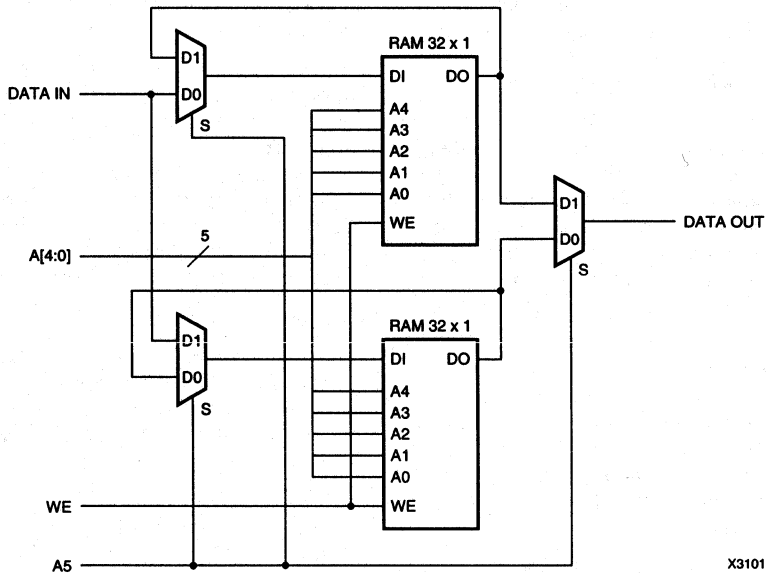 RAM 32 x 1
D1
DATA IN
D0
S
DI
DO
A4
A3
A2
A1
A0
WE
D1
D0
S
DATA OUT
5
A[4:0]
RAM 32 x 1
D1
D0
S
DI
DO
A4
A3
A2
A1
A0
WE
WE
A5
X3101